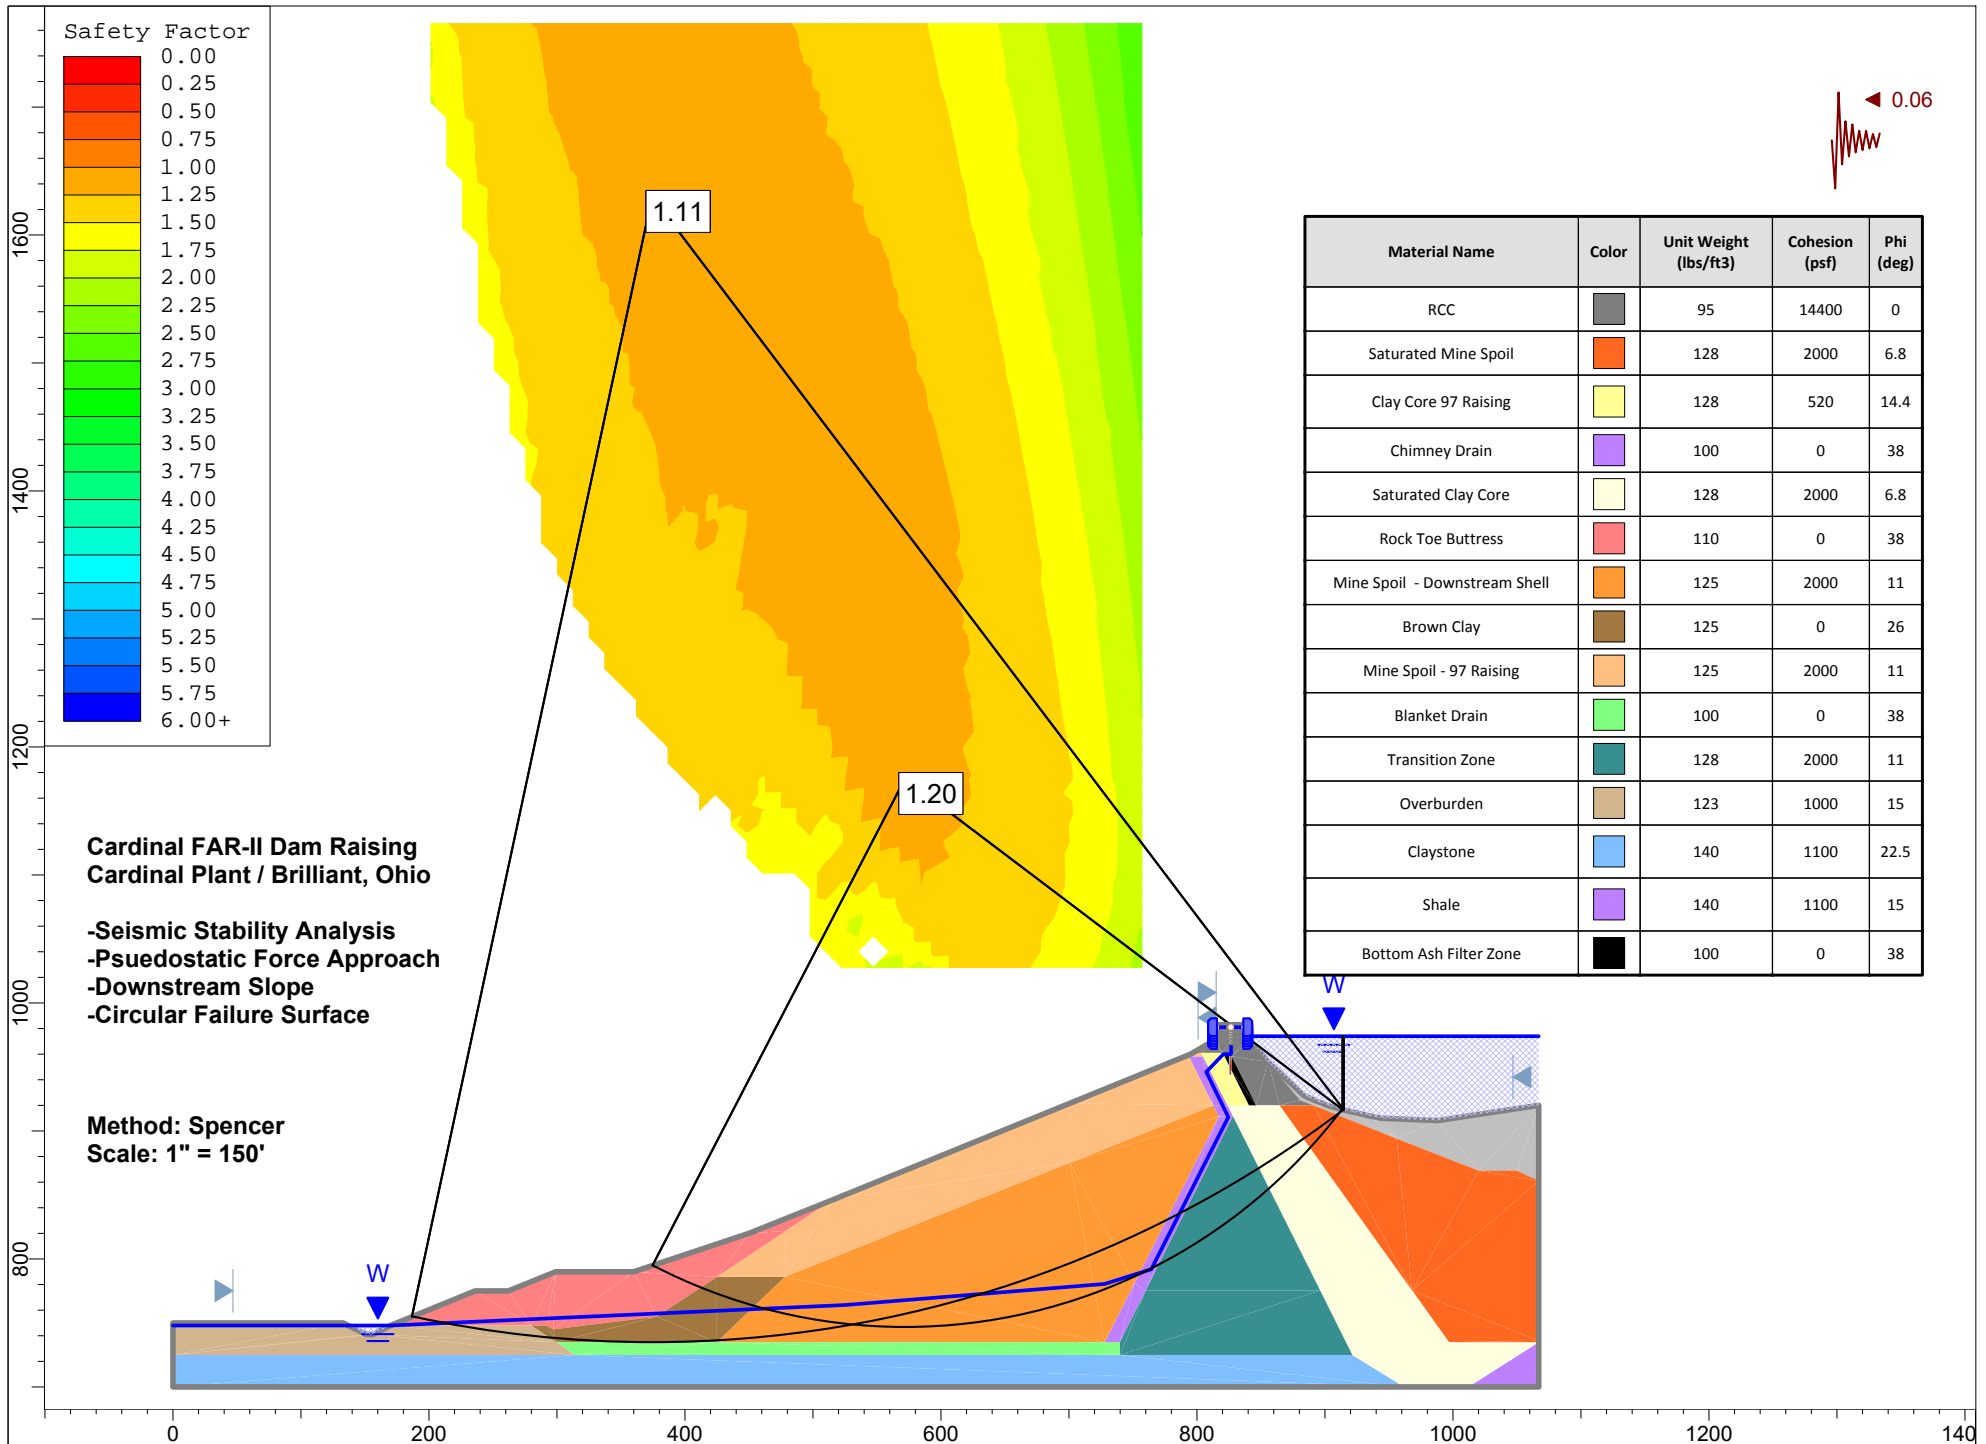 Safety Factor
0.00
0.25
0.50
0.75
1.00
1.25
1.50
1.75
2.00
2.25
2.50
2.75
3.00
3.25
3.50
3.75
4.00
4.25
4.50
4.75
5.00
5.25
5.50
5.75
6.00+
0.06
1.11
1.20
Material Name Color Unit Weight (lbs/ft3) Cohesion (psf) Phi (deg)
RCC 95 14400 0
Saturated Mine Spoil 128 2000 6.8
Clay Core 97 Raising 128 520 14.4
Chimney Drain 100 0 38
Saturated Clay Core 128 2000 6.8
Rock Toe Buttress 110 0 38
Mine Spoil - Downstream Shell 125 2000 11
Brown Clay 125 0 26
Mine Spoil - 97 Raising 125 2000 11
Blanket Drain 100 0 38
Transition Zone 128 2000 11
Overburden 123 1000 15
Claystone 140 1100 22.5
Shale 140 1100 15
Bottom Ash Filter Zone 100 0 38
Cardinal FAR-II Dam Raising
Cardinal Plant / Brilliant, Ohio
-Seismic Stability Analysis
-Psuedostatic Force Approach
-Downstream Slope
-Circular Failure Surface
Method: Spencer
Scale: 1" = 150'
W
W
1600
1400
1200
1000
800
0 200 400 600 800 1000 1200 140